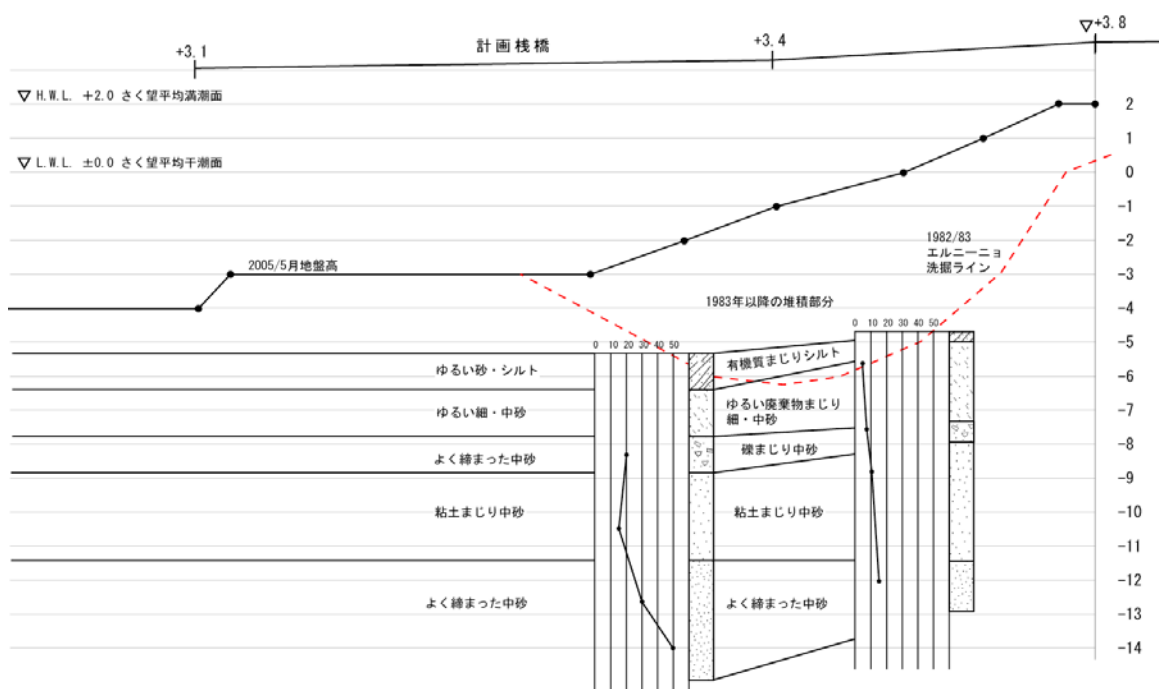 +3.1
計画桟橋
+3.4
▽+3.8
▽ H.W.L. +2.0 さく望平均満潮面
▽ L.W.L. ±0.0 さく望平均干潮面
2
1
0
-1
-2
-3
-4
-5
-6
-7
-8
-9
-10
-11
-12
-13
-14
2005/5月地盤高
1982/83
エルニーニョ
洗掘ライン
1983年以降の堆積部分
0 10 20 30 40 50
0 10 20 30 40 50
ゆるい砂・シルト
ゆるい細・中砂
よく締まった中砂
粘土まじり中砂
よく締まった中砂
有機質まじりシルト
ゆるい廃棄物まじり
細・中砂
礫まじり中砂
粘土まじり中砂
よく締まった中砂